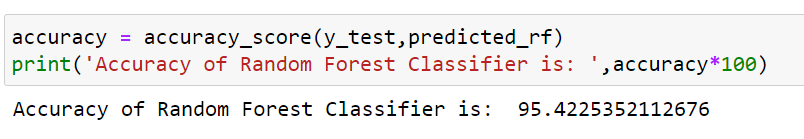 accuracy = accuracy_score(y_test,predicted_rf)
print('Accuracy of Random Forest Classifier is: ',accuracy*100)
Accuracy of Random Forest Classifier is:  95.4225352112676